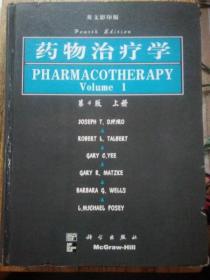 英文影印版
Fourth Edition
药物治疗学
PHARMACOTHERAPY
Volume 1
第4版 上册
JOSEPH T. DIPIRO
ROBERT L. TALBERT
GARY C. YEE
GARY R. MATZKE
BARBARA G. WELLS
L. MICHAEL POSEY
科学出版社
McGraw-Hill